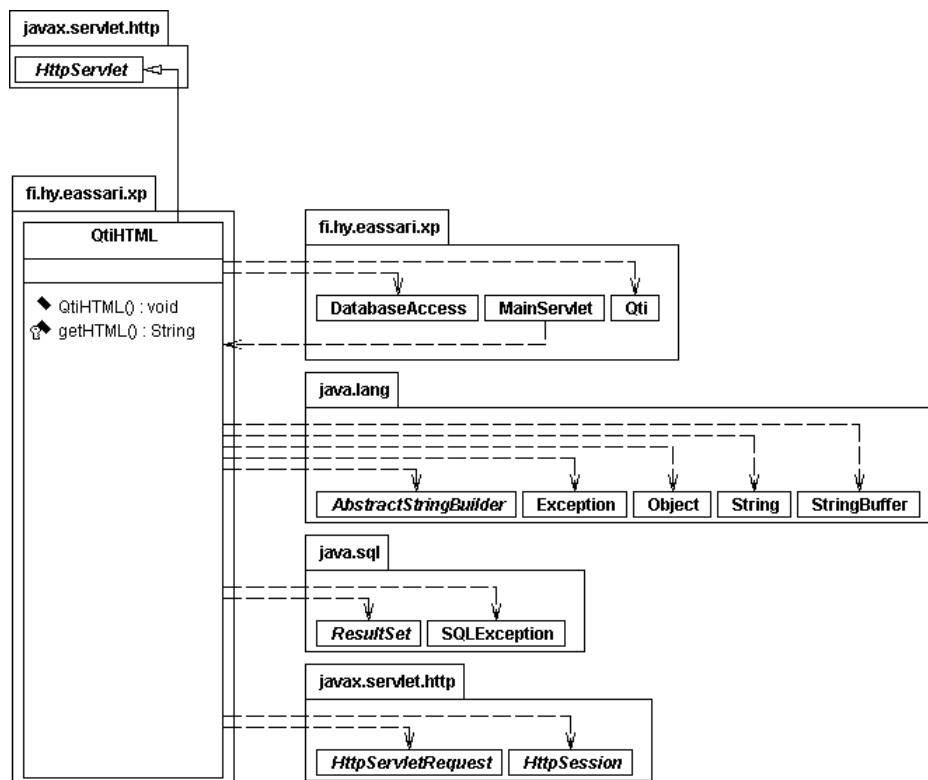 javax.servlet.http
HttpServlet
fi.hy.eassari.xp
QtiHTML
QtiHTML() : void
getHTML() : String
fi.hy.eassari.xp
DatabaseAccess MainServlet Qti
java.lang
AbstractStringBuilder Exception Object String StringBuffer
java.sql
ResultSet SQLException
javax.servlet.http
HttpServletRequest HttpSession